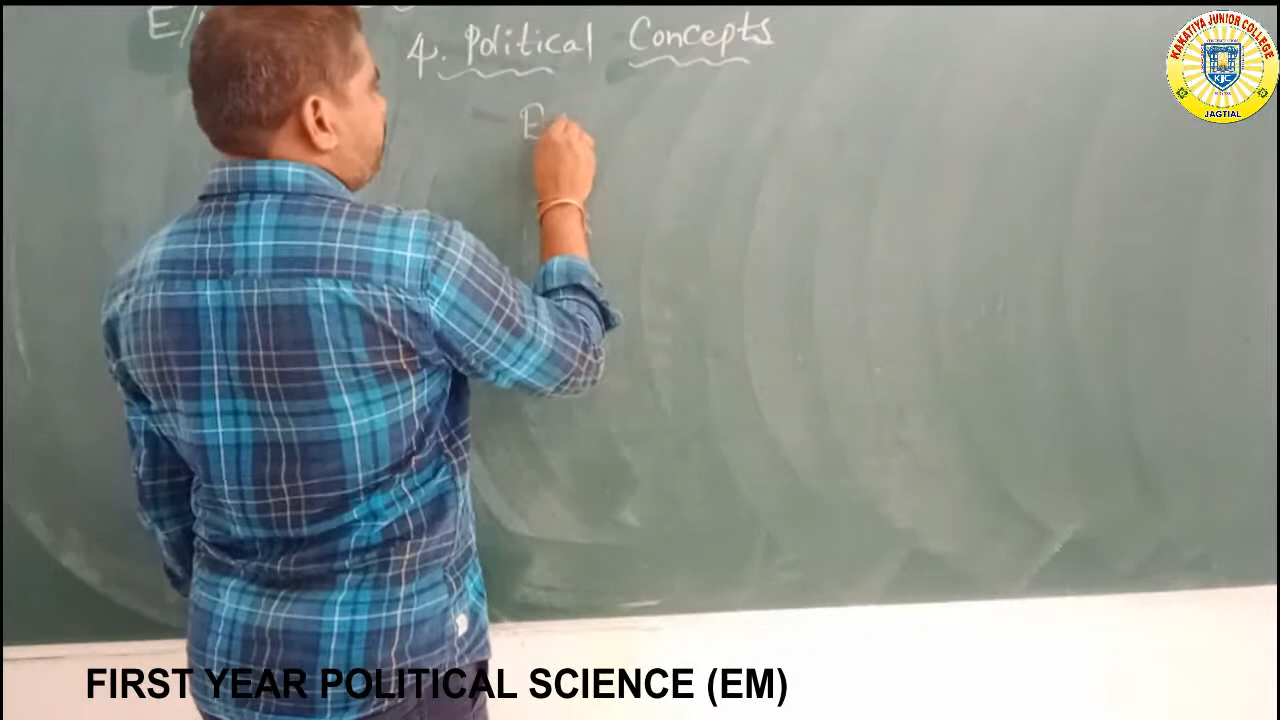 E/
4. Political Concepts
E
KAKATIYA JUNIOR COLLEGE
KJC
JAGTIAL
FIRST YEAR POLITICAL SCIENCE (EM)